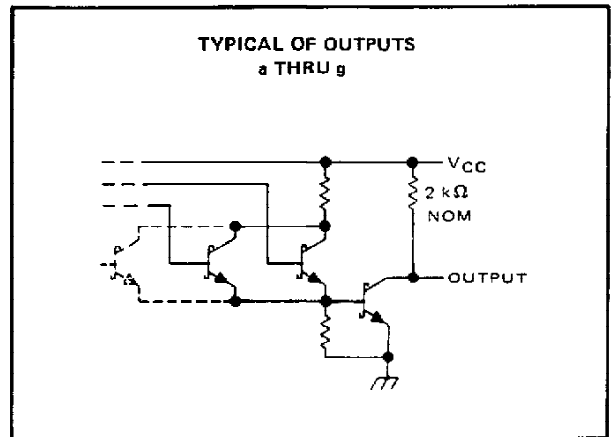 TYPICAL OF OUTPUTS
a THRU g
VCC
2 kΩ
NOM
OUTPUT